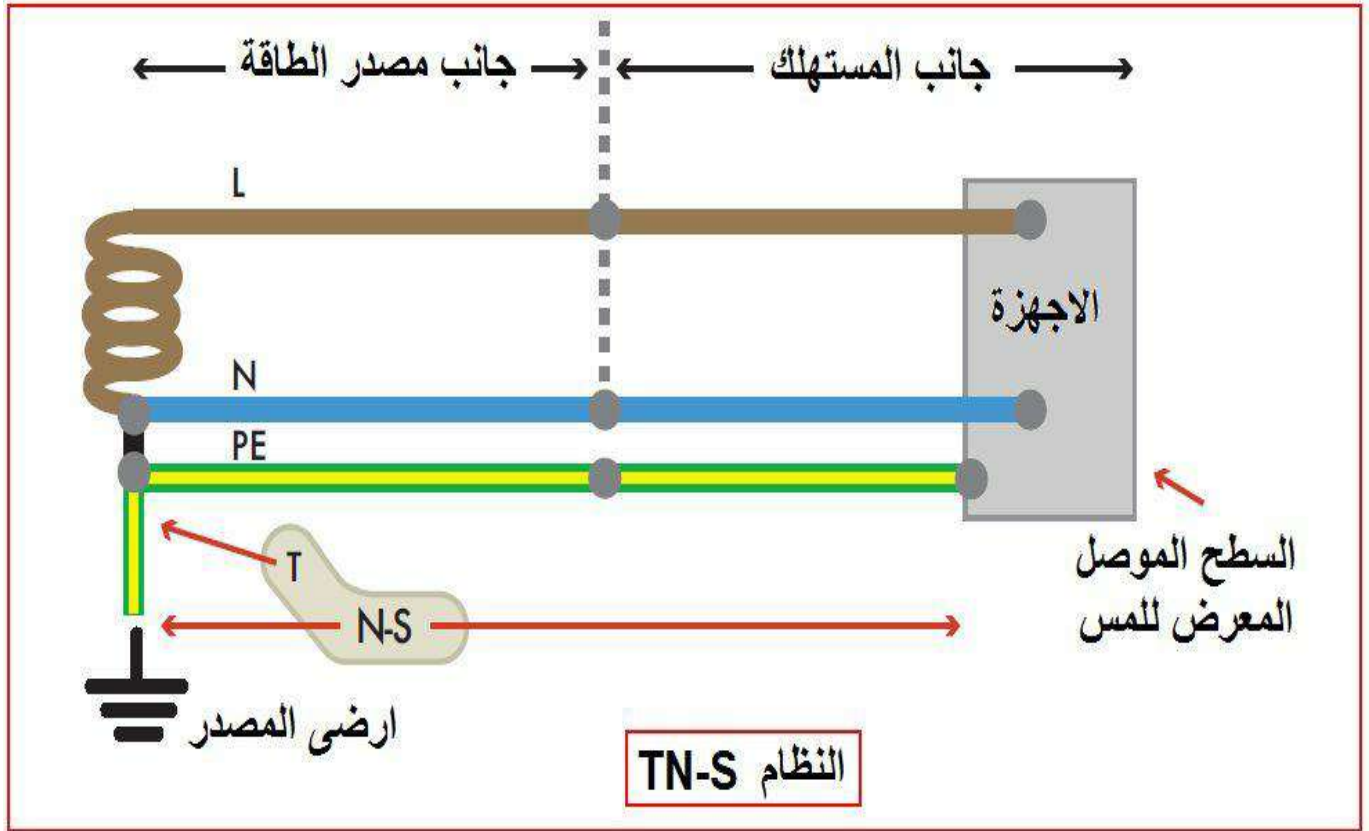 جانب المستهلك
جانب مصدر الطاقة
L
الاجهزة
N
PE
T
N-S
السطح الموصل
المعرض للمس
ارضى المصدر
النظام TN-S